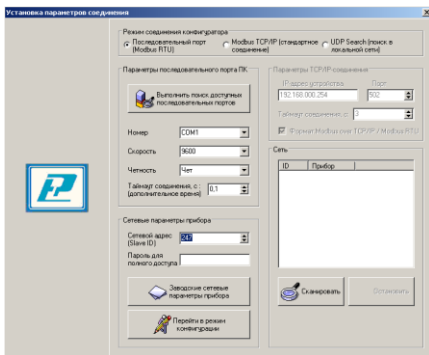 Установка параметров соединения
Режим соединения конфигуратора
Последовательный порт (Modbus RTU)
Modbus TCP/IP (стандартное соединение)
UDP Search (поиск в локальной сети)
Параметры последовательного порта ПК
Выполнить поиск доступных последовательных портов
Номер
COM1
Скорость
9600
Четность
Чет
Таймаут соединения, с : (дополнительное время)
0,1
Сетевые параметры прибора
Сетевой адрес (Slave ID)
247
Пароль для полного доступа
Заводские сетевые параметры прибора
Перейти в режим конфигурации
Параметры TCP/IP соединения
IP адрес устройства
Порт
192.168.000.254
502
Таймаут соединения, с
3
Формат Modbus over TCP/IP / Modbus RTU
Сеть
ID
Прибор
Сканировать
Остановить